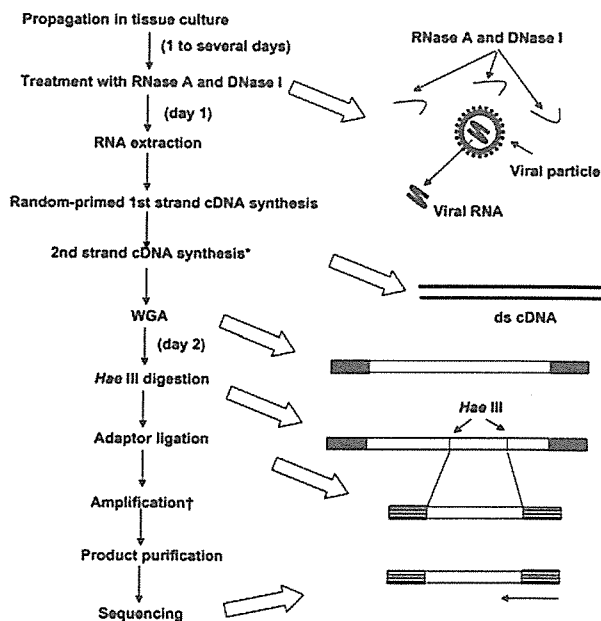 Propagation in tissue culture
(1 to several days)
Treatment with RNase A and DNase I
(day 1)
RNA extraction
Random-primed 1st strand cDNA synthesis
2nd strand cDNA synthesis*
WGA
(day 2)
Hae III digestion
Adaptor ligation
Amplification†
Product purification
Sequencing
RNase A and DNase I
Viral particle
Viral RNA
ds cDNA
Hae III